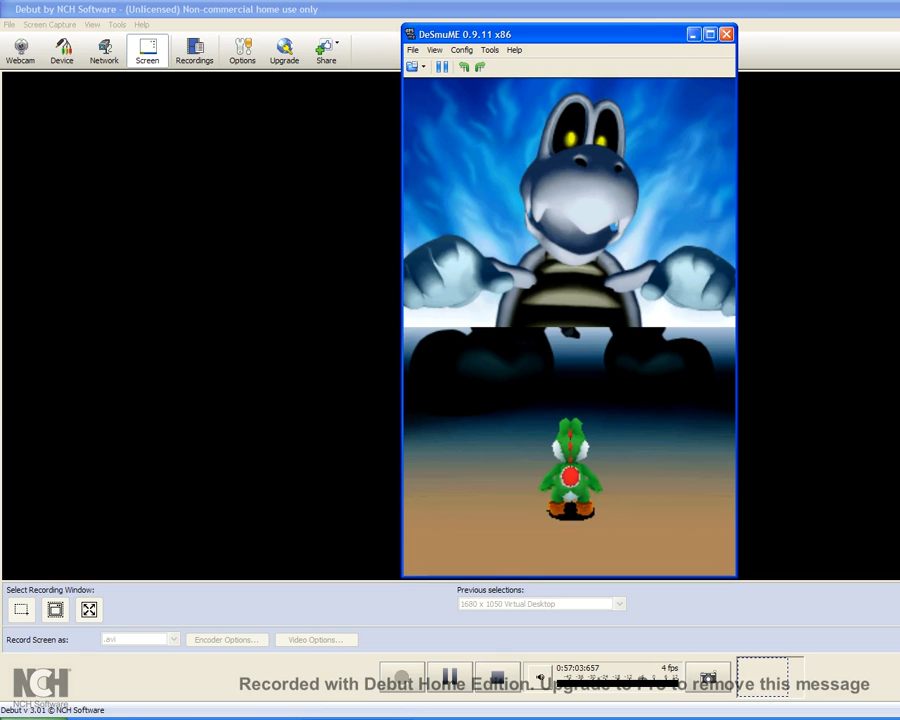 Debut by NCH Software - (Unlicensed) Non-commercial home use only
File Screen Capture View Tools Help
Webcam Device Network Screen Recordings Options Upgrade Share
DeSmuME 0.9.11 x86
File View Config Tools Help
Select Recording Window:
Previous selections:
1680 x 1050 Virtual Desktop
Record Screen as: .avi Encoder Options... Video Options...
0:57:03:657 4 fps
Recorded with Debut Home Edition. Upgrade to Pro to remove this message
NCH
NCH Software
Debut v 3.01 © NCH Software